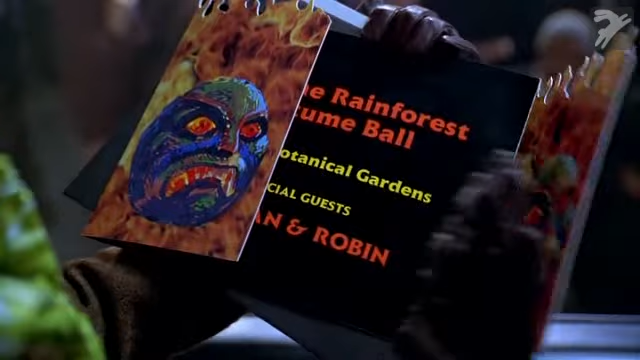 e Rainforest
ume Ball
otanical Gardens
CIAL GUESTS
AN & ROBIN